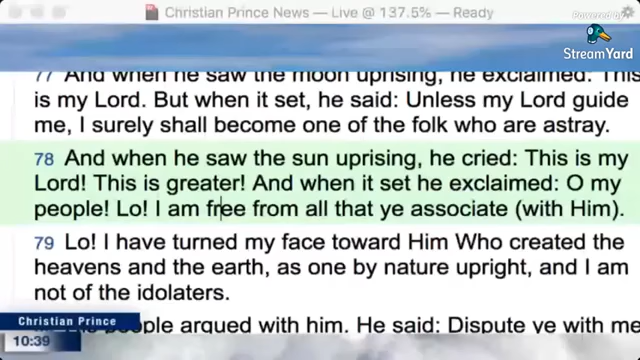 Christian Prince News — Live @ 137.5% — Ready
Powered by
StreamYard
77 And when he saw the moon uprising, he exclaimed: This
is my Lord. But when it set, he said: Unless my Lord guide
me, I surely shall become one of the folk who are astray.
78 And when he saw the sun uprising, he cried: This is my
Lord! This is greater! And when it set he exclaimed: O my
people! Lo! I am free from all that ye associate (with Him).
79 Lo! I have turned my face toward Him Who created the
heavens and the earth, as one by nature upright, and I am
not of the idolaters.
people argued with him. He said: Dispute ye with me
Christian Prince
10:39